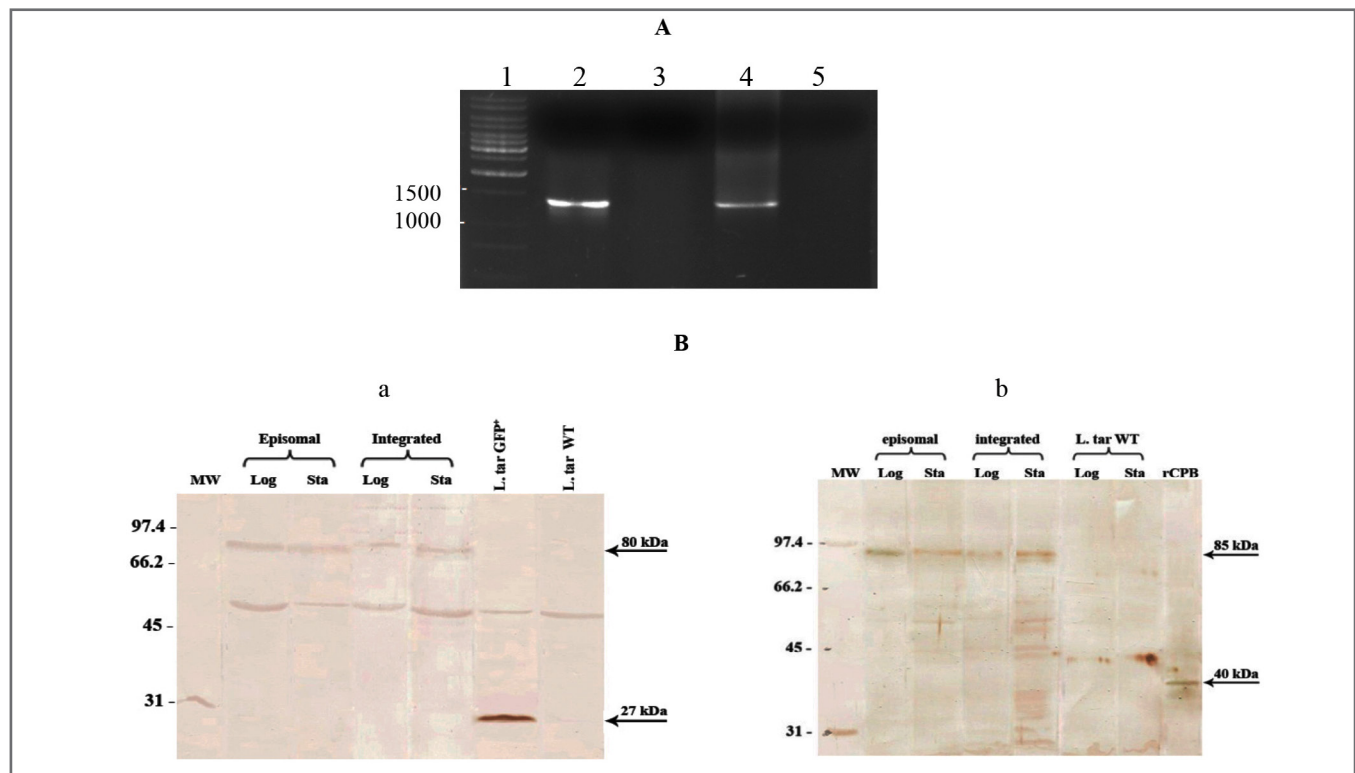 A
1 2 3 4 5
1500
1000
B
a
Episomal Integrated L. tar GFP+ L. tar WT
MW Log Sta Log Sta
97.4 -
66.2 -
45 -
31 -
80 kDa
27 kDa
b
episomal integrated L. tar WT
MW Log Sta Log Sta Log Sta rCPB
97.4 -
66.2 -
45 -
31 -
85 kDa
40 kDa